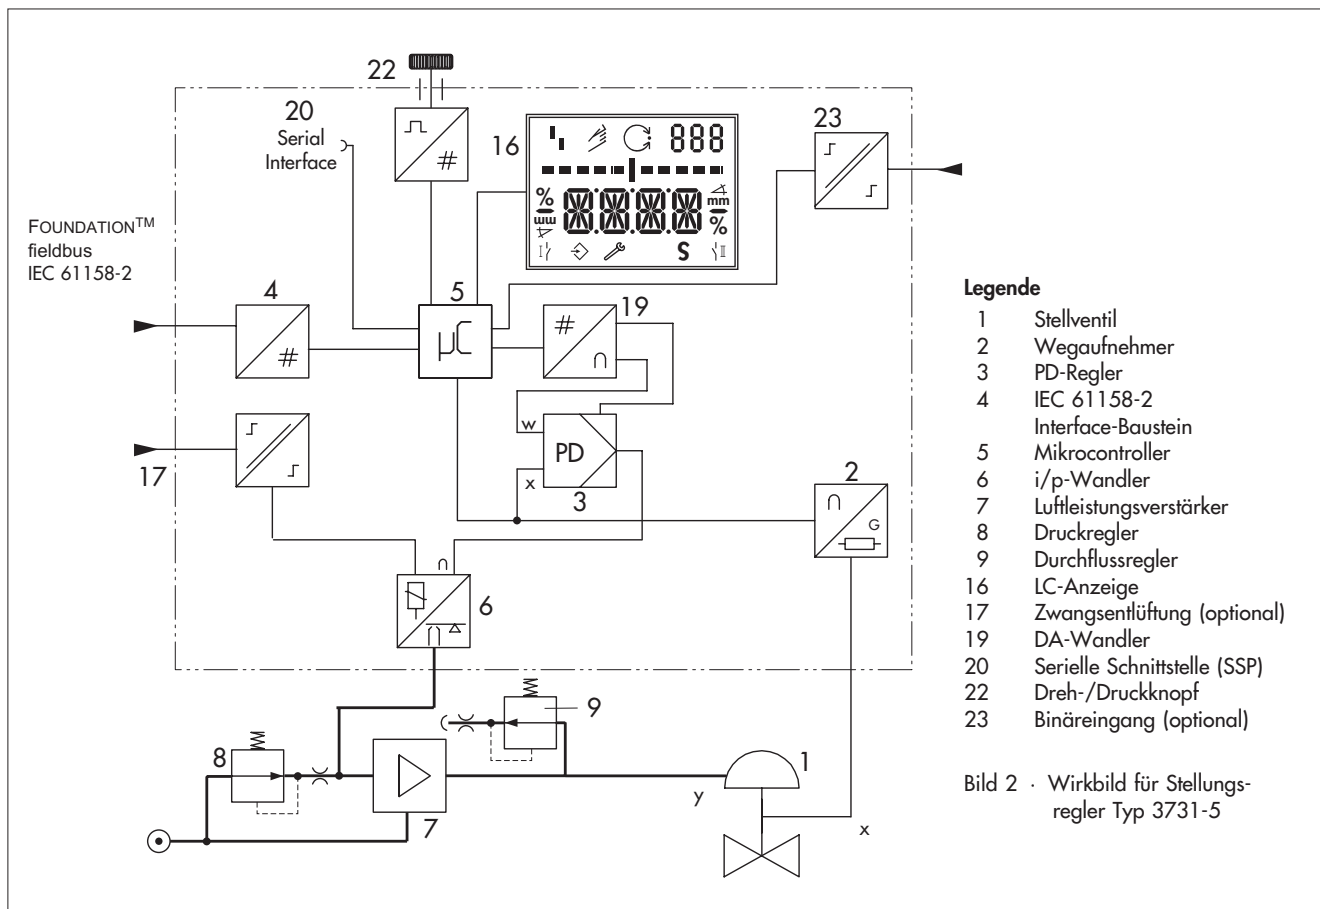 22
20
Serial
Interface
16
888
%
mm
%
S
23
FOUNDATION™
fieldbus
IEC 61158-2
4
#
5
µC
#
19
#
w
PD
x
3
17
2
G
6
8
7
9
y
1
x
Legende
1 Stellventil
2 Wegaufnehmer
3 PD-Regler
4 IEC 61158-2
Interface-Baustein
5 Mikrocontroller
6 i/p-Wandler
7 Luftleistungsverstärker
8 Druckregler
9 Durchflussregler
16 LC-Anzeige
17 Zwangsentlüftung (optional)
19 DA-Wandler
20 Serielle Schnittstelle (SSP)
22 Dreh-/Druckknopf
23 Binäreingang (optional)
Bild 2 · Wirkbild für Stellungs-
regler Typ 3731-5